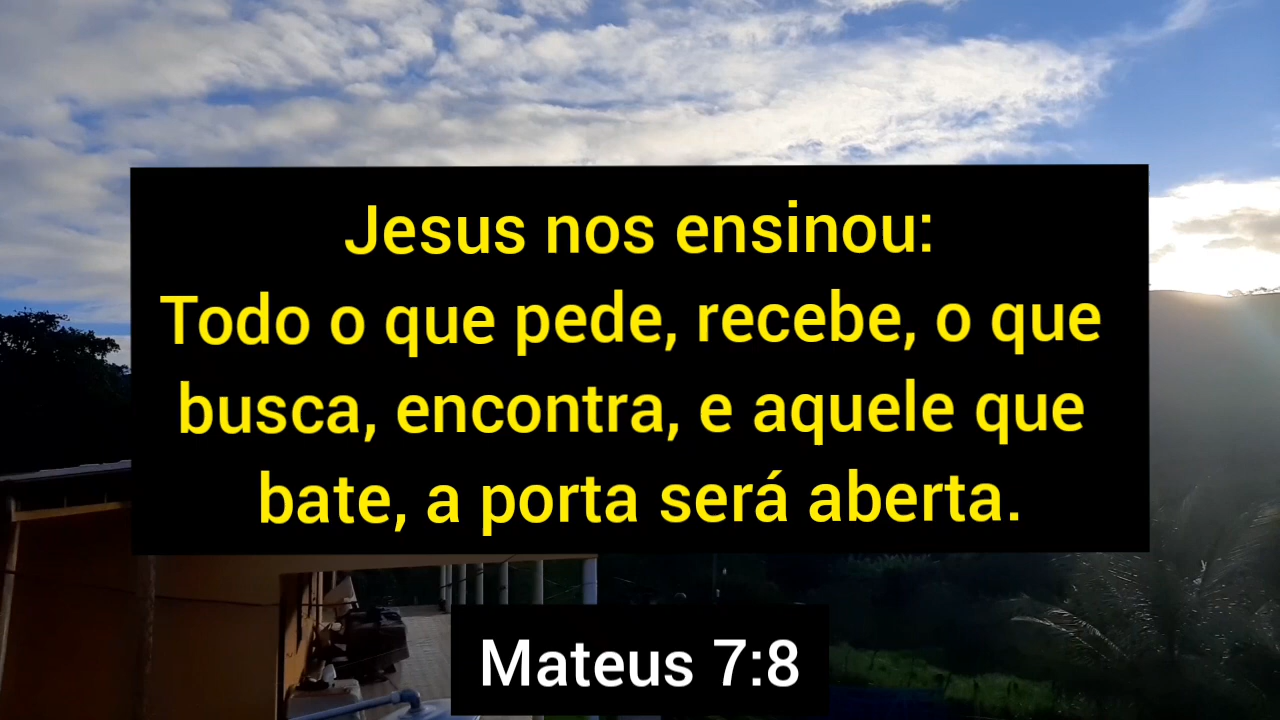 Jesus nos ensinou:
Todo o que pede, recebe, o que
busca, encontra, e aquele que
bate, a porta será aberta.
Mateus 7:8